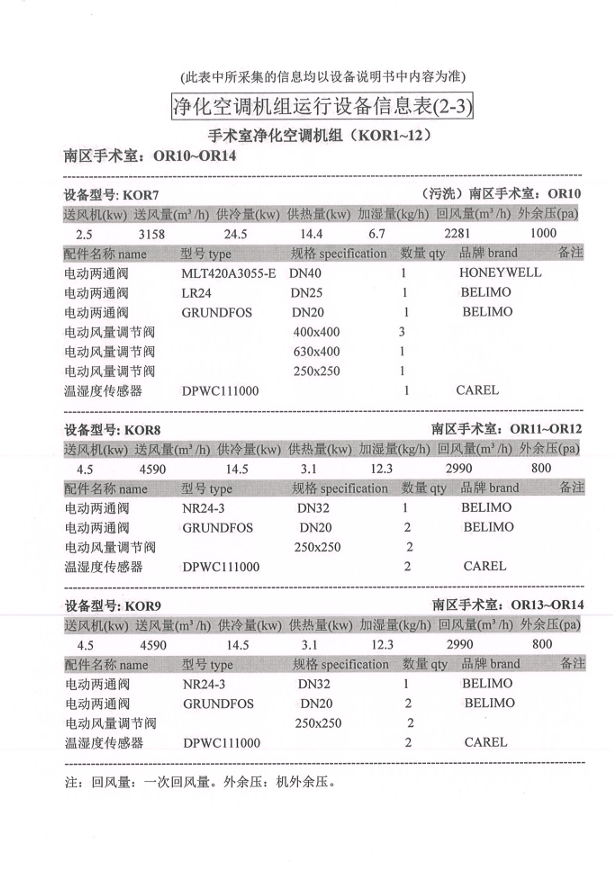 (此表中所采集的信息均以设备说明书中内容为准)
净化空调机组运行设备信息表(2-3)
手术室净化空调机组（KOR1~12）
南区手术室：OR10~OR14
设备型号: KOR7 （污洗）南区手术室：OR10
送风机(kw) 送风量(m³/h) 供冷量(kw) 供热量(kw) 加湿量(kg/h) 回风量(m³/h) 外余压(pa)
2.5 3158 24.5 14.4 6.7 2281 1000
配件名称 name 型号 type 规格 specification 数量 qty 品牌 brand 备注
电动两通阀 MLT420A3055-E DN40 1 HONEYWELL
电动两通阀 LR24 DN25 1 BELIMO
电动两通阀 GRUNDFOS DN20 1 BELIMO
电动风量调节阀 400x400 3
电动风量调节阀 630x400 1
电动风量调节阀 250x250 1
温湿度传感器 DPWC111000 1 CAREL
设备型号: KOR8 南区手术室：OR11~OR12
送风机(kw) 送风量(m³/h) 供冷量(kw) 供热量(kw) 加湿量(kg/h) 回风量(m³/h) 外余压(pa)
4.5 4590 14.5 3.1 12.3 2990 800
配件名称 name 型号 type 规格 specification 数量 qty 品牌 brand 备注
电动两通阀 NR24-3 DN32 1 BELIMO
电动两通阀 GRUNDFOS DN20 2 BELIMO
电动风量调节阀 250x250 2
温湿度传感器 DPWC111000 2 CAREL
设备型号: KOR9 南区手术室：OR13~OR14
送风机(kw) 送风量(m³/h) 供冷量(kw) 供热量(kw) 加湿量(kg/h) 回风量(m³/h) 外余压(pa)
4.5 4590 14.5 3.1 12.3 2990 800
配件名称 name 型号 type 规格 specification 数量 qty 品牌 brand 备注
电动两通阀 NR24-3 DN32 1 BELIMO
电动两通阀 GRUNDFOS DN20 2 BELIMO
电动风量调节阀 250x250 2
温湿度传感器 DPWC111000 2 CAREL
注：回风量：一次回风量。外余压：机外余压。